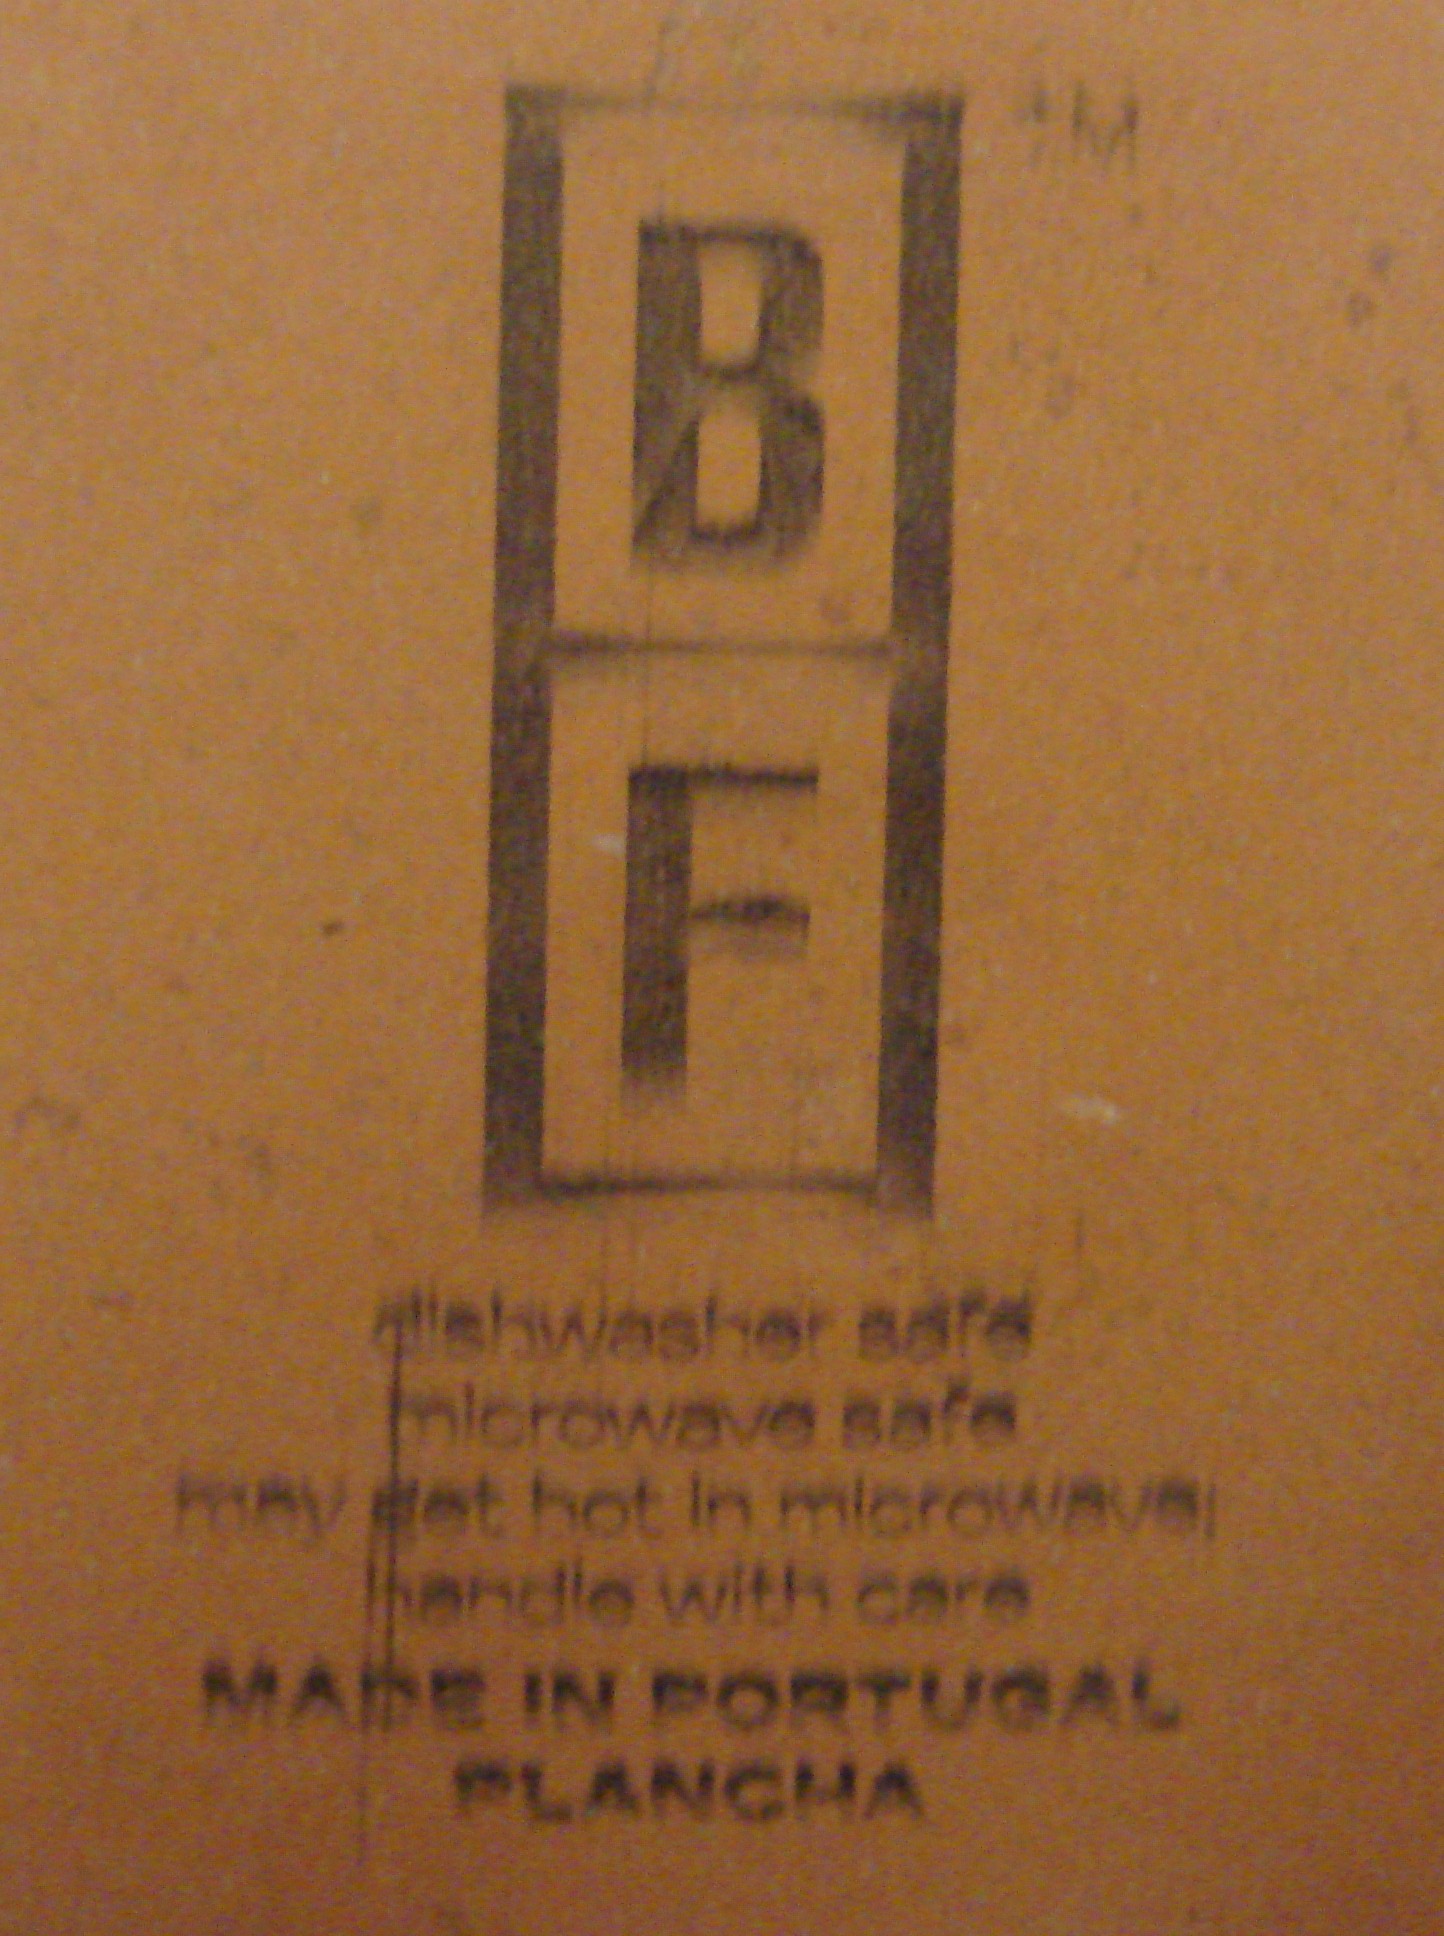 TM
B
F
dishwasher safe
microwave safe
may get hot in microwave,
handle with care
MADE IN PORTUGAL
PLANCHA